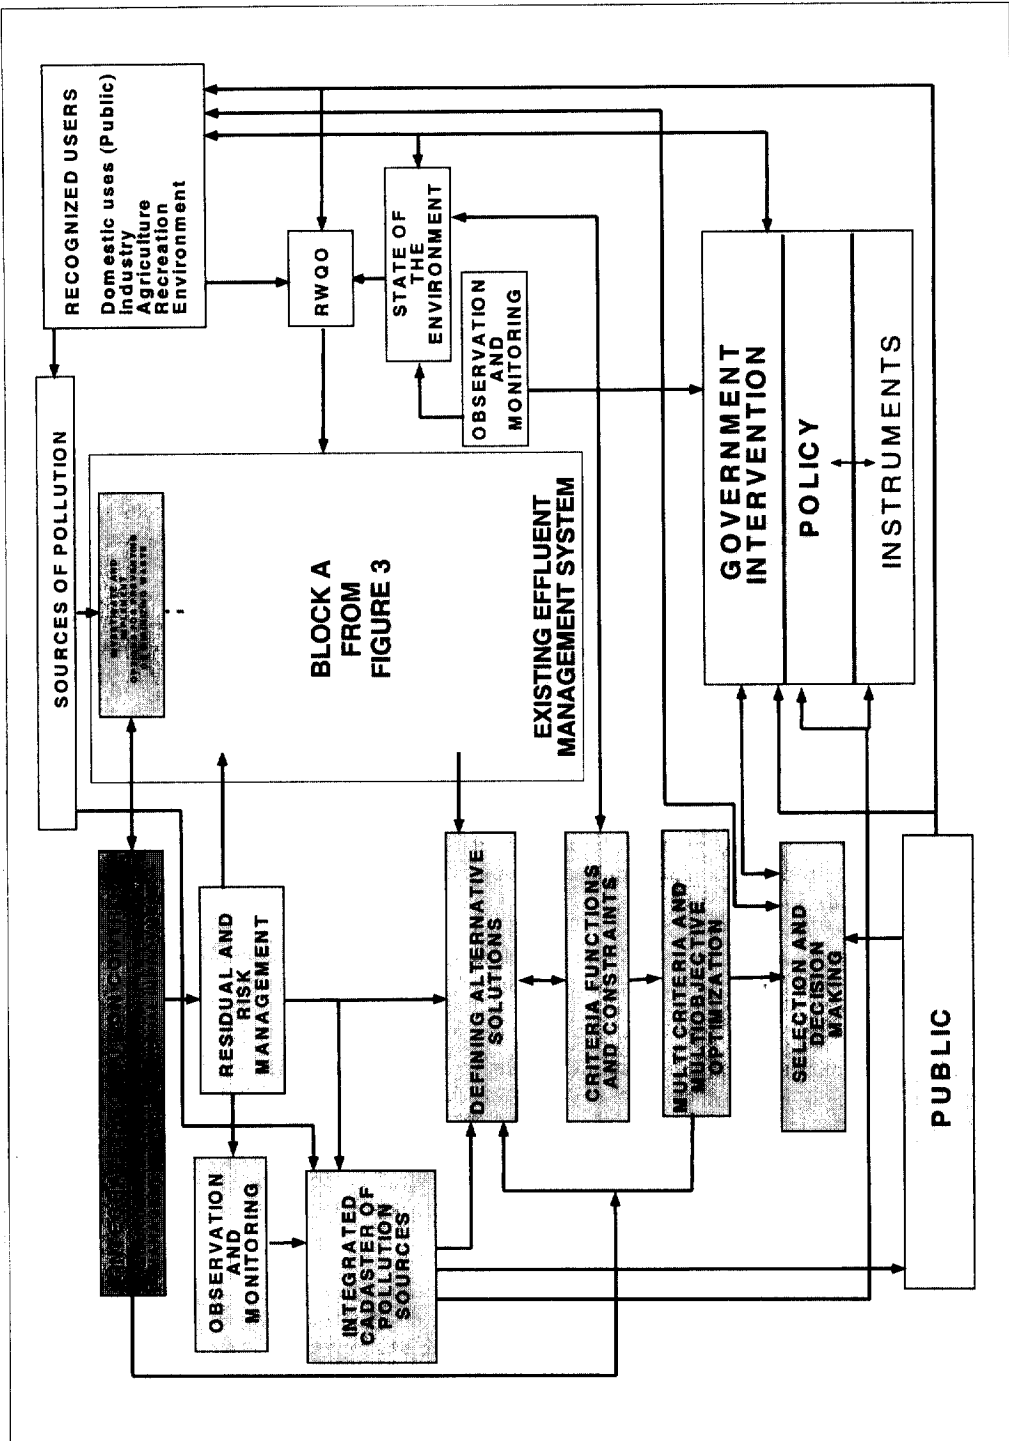 RECOGNIZED USERS
Domestic uses (Public)
Industry
Agriculture
Recreation
Environment
SOURCES OF POLLUTION
RWQO
STATE OF
THE
ENVIRONMENT
OBSERVATION
AND
MONITORING
BLOCK A
FROM
FIGURE 3
EXISTING EFFLUENT
MANAGEMENT SYSTEM
GOVERNMENT
INTERVENTION
POLICY
INSTRUMENTS
RESIDUAL AND
RISK
MANAGEMENT
OBSERVATION
AND
MONITORING
INTEGRATED
CADASTER OF
POLLUTION
SOURCES
DEFINING ALTERNATIVE
SOLUTIONS
CRITERIA FUNCTIONS
AND CONSTRAINTS
MULTICRITERIA AND
MULTIOBJECTIVE
OPTIMIZATION
SELECTION AND
DECISION
MAKING
PUBLIC